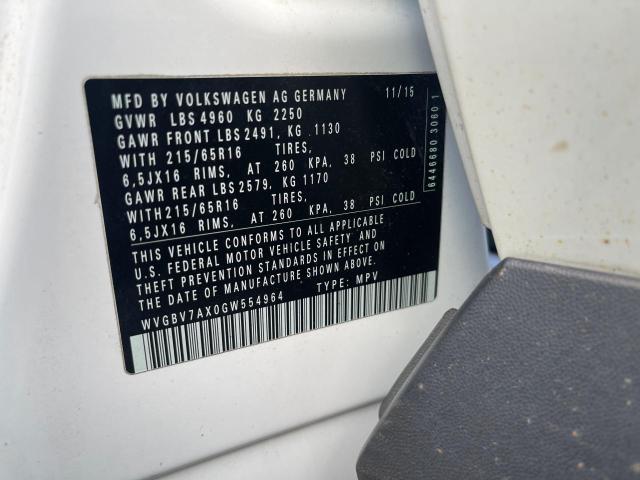 MFD BY VOLKSWAGEN AG GERMANY 11/15
GVWR LBS 4960 KG 2250
GAWR FRONT LBS 2491, KG 1130
WITH 215/65R16 TIRES,
6,5JX16 RIMS, AT 260 KPA, 38 PSI COLD
GAWR REAR LBS 2579, KG 1170
WITH 215/65R16 TIRES,
6,5JX16 RIMS, AT 260 KPA, 38 PSI COLD
THIS VEHICLE CONFORMS TO ALL APPLICABLE
U.S. FEDERAL MOTOR VEHICLE SAFETY AND
THEFT PREVENTION STANDARDS IN EFFECT ON
THE DATE OF MANUFACTURE SHOWN ABOVE.
WVGBV7AX0GW554964 TYPE: MPV
6446680 3060 1